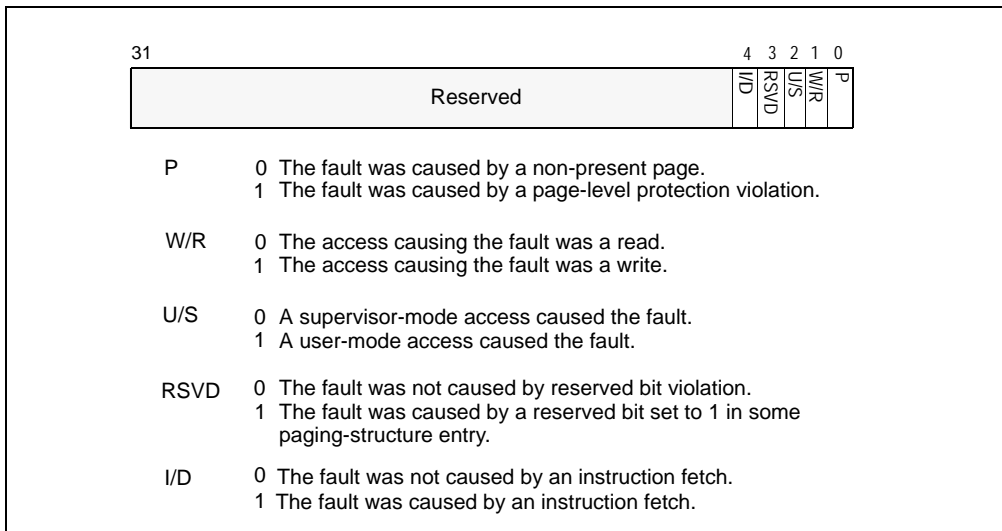 31 4 3 2 1 0
Reserved I/D RSVD U/S W/R P
P 0 The fault was caused by a non-present page.
1 The fault was caused by a page-level protection violation.
W/R 0 The access causing the fault was a read.
1 The access causing the fault was a write.
U/S 0 A supervisor-mode access caused the fault.
1 A user-mode access caused the fault.
RSVD 0 The fault was not caused by reserved bit violation.
1 The fault was caused by a reserved bit set to 1 in some
paging-structure entry.
I/D 0 The fault was not caused by an instruction fetch.
1 The fault was caused by an instruction fetch.